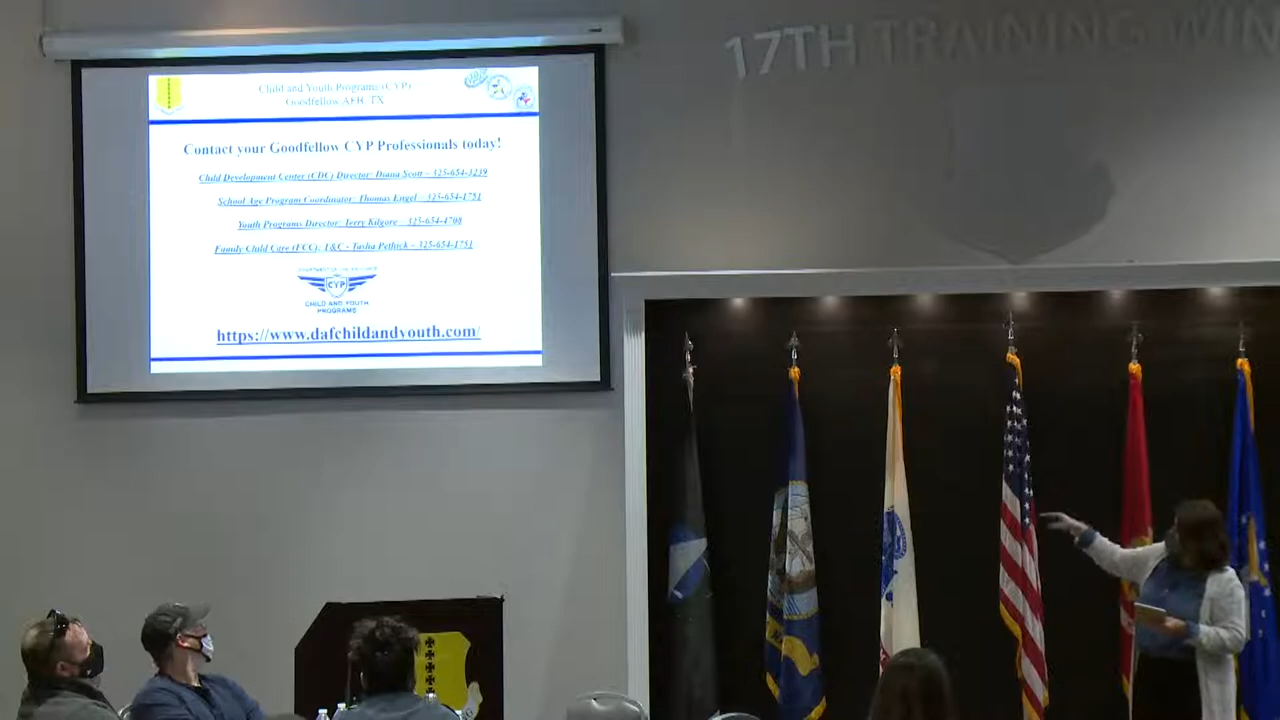 17TH TRAINING WIN
Child and Youth Programs (CYP)
Goodfellow AFB, TX
Contact your Goodfellow CYP Professionals today!
Child Development Center (CDC) Director: Diana Scott – 325-654-3239
School Age Program Coordinator: Thomas Engel – 325-654-1751
Youth Programs Director: Terry Kilgore – 325-654-4708
Family Child Care (FCC), T&C - Tasha – 325-654-1751
CYP
CHILD AND YOUTH
PROGRAMS
https://www.dafchildandyouth.com/